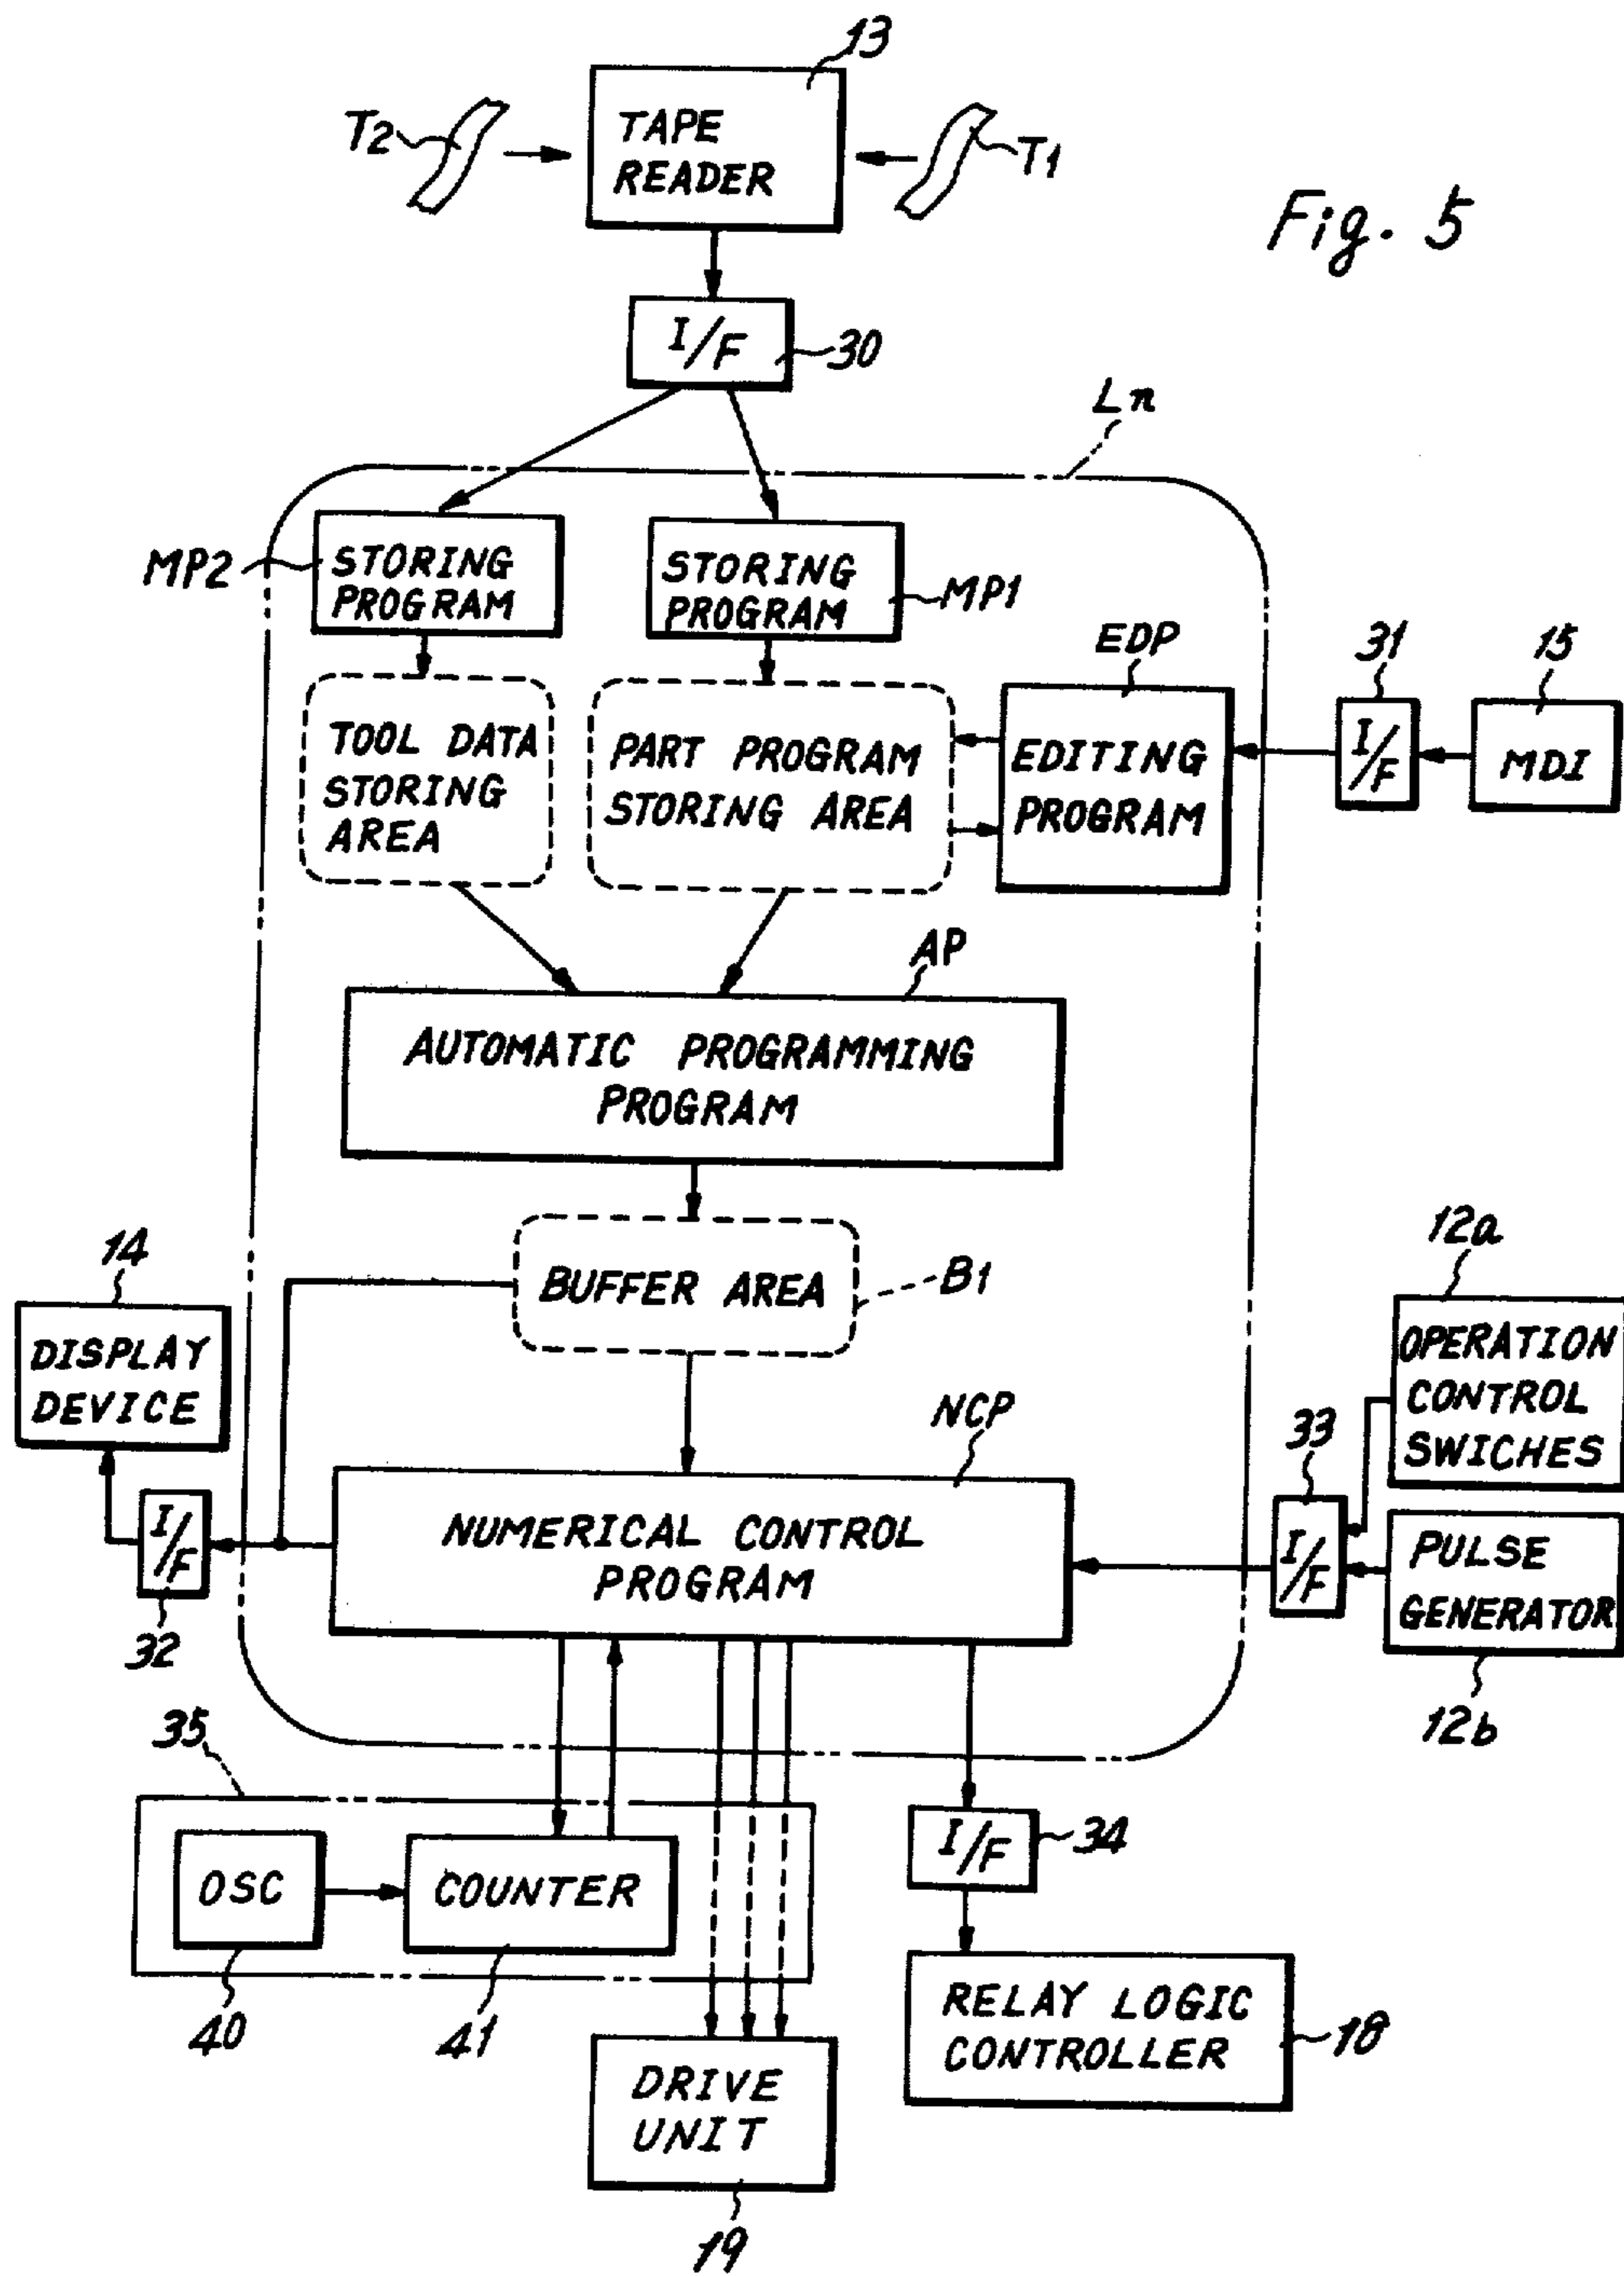 13
T2
TAPE
READER
T1
Fig. 5
I/F
30
Ln
MP2
STORING
PROGRAM
STORING
PROGRAM
MP1
EDP
31
15
TOOL DATA
STORING
AREA
PART PROGRAM
STORING AREA
EDITING
PROGRAM
I/F
MDI
AP
AUTOMATIC PROGRAMMING
PROGRAM
14
BUFFER AREA
B1
12a
DISPLAY
DEVICE
OPERATION
CONTROL
SWICHES
NCP
33
I/F
NUMERICAL CONTROL
PROGRAM
I/F
PULSE
GENERATOR
32
12b
35
OSC
COUNTER
I/F
34
40
41
RELAY LOGIC
CONTROLLER
18
DRIVE
UNIT
19